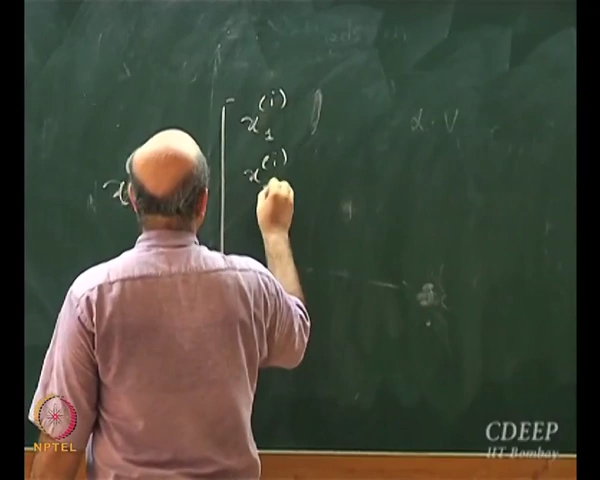 x_1^{(i)}
x^{(i)}
x
α · V
NPTEL
CDEEP
IIT Bombay